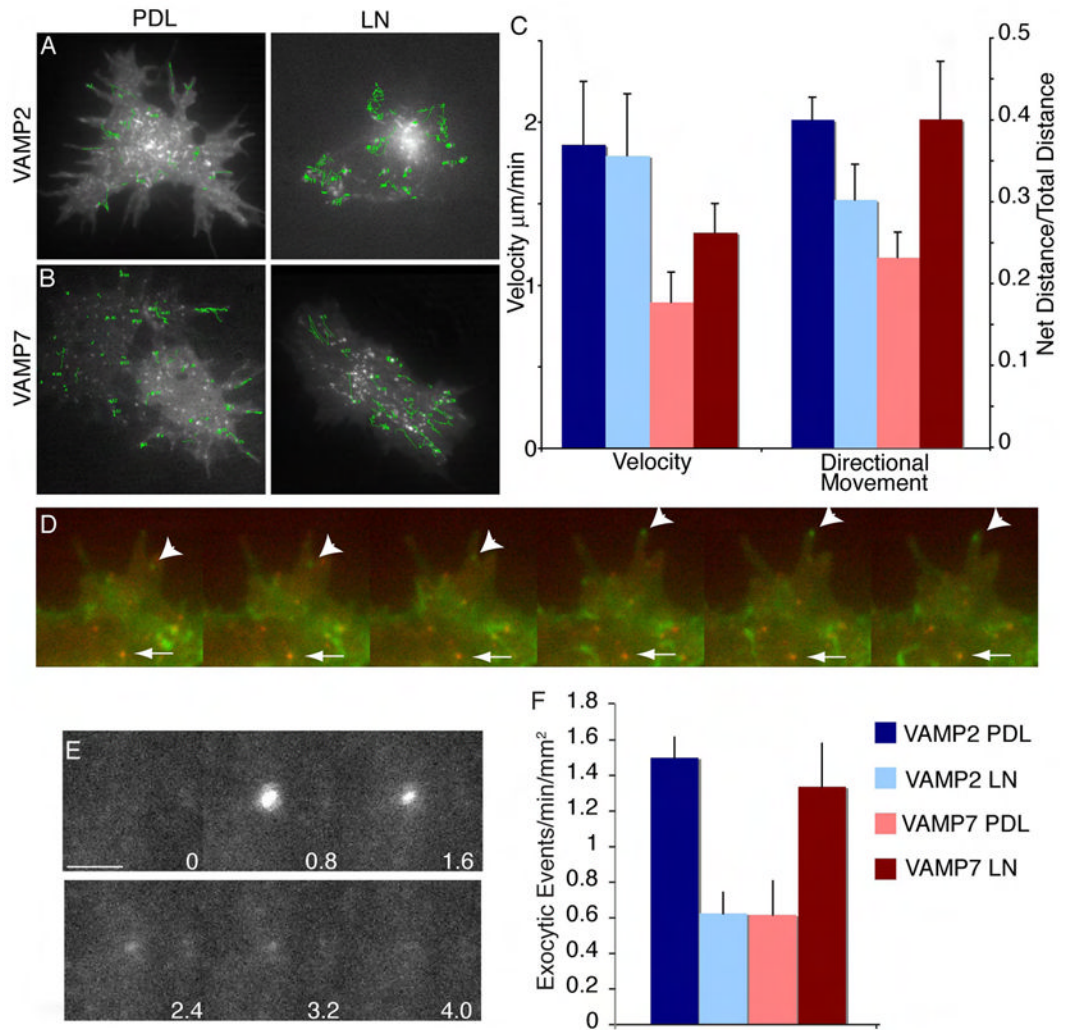 PDL
LN
VAMP2
VAMP7
A
B
C
Velocity µm/min
2
1
0
Net Distance/Total Distance
0.5
0.4
0.3
0.2
0.1
0
Velocity
Directional
Movement
D
E
0
0.8
1.6
2.4
3.2
4.0
F
Exocytic Events/min/mm²
1.8
1.6
1.4
1.2
1
0.8
0.6
0.4
0.2
0
VAMP2 PDL
VAMP2 LN
VAMP7 PDL
VAMP7 LN